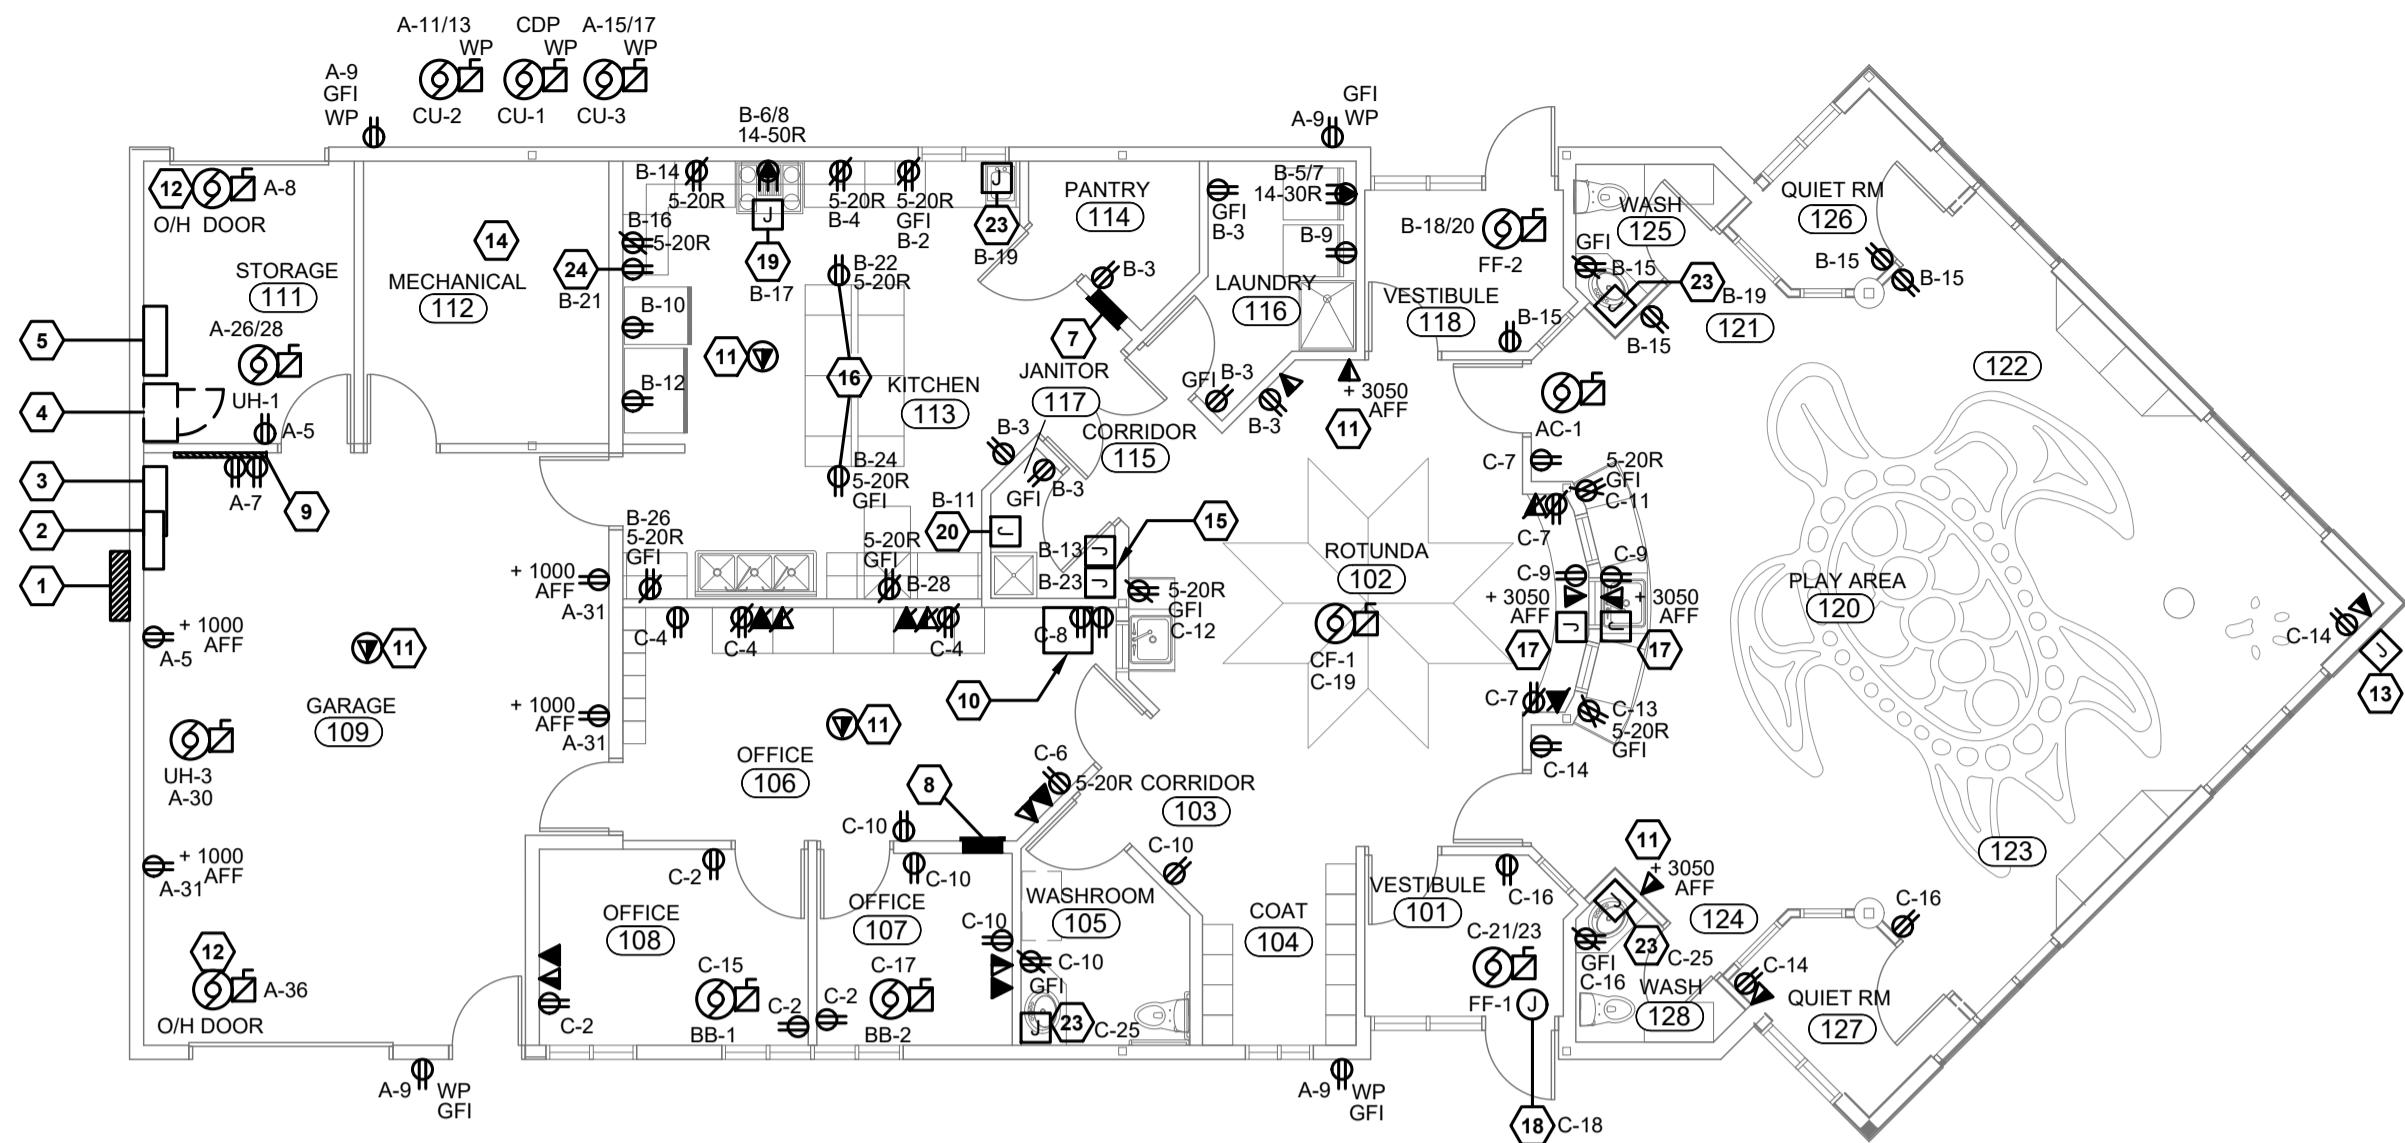 A-11/13
WP
CU-2
CDP
WP
CU-1
A-15/17
WP
CU-3
A-9
GFI
WP
B-6/8
14-50R
A-9
GFI
WP
12
A-8
O/H DOOR
STORAGE
111
A-26/28
UH-1
A-5
5
4
3
2
1
14
MECHANICAL
112
A-7
9
B-14
5-20R
B-16
5-20R
24
B-21
B-10
B-12
J
19
B-17
5-20R
B-4
5-20R
GFI
B-2
J
23
B-19
B-22
5-20R
11
16
KITCHEN
113
B-24
5-20R
GFI
PANTRY
114
B-3
7
GFI
B-3
B-5/7
14-30R
B-9
LAUNDRY
116
JANITOR
117
B-3
B-3
GFI
CORRIDOR
115
GFI
B-3
B-3
+ 3050
AFF
11
B-18/20
FF-2
VESTIBULE
118
B-15
WASH
125
GFI
B-15
J
23
B-19
121
B-15
QUIET RM
126
B-15
B-15
AC-1
C-7
5-20R
GFI
C-11
C-7
122
B-26
5-20R
GFI
5-20R
GFI
B-28
B-11
20
J
B-13
J
B-23
J
15
5-20R
GFI
C-12
ROTUNDA
102
CF-1
C-19
C-9
C-9
+ 3050
AFF
+ 3050
AFF
J
J
17
17
C-7
C-13
5-20R
GFI
C-14
PLAY AREA
120
C-14
J
13
+ 1000
AFF
A-31
+ 1000
AFF
A-5
11
GARAGE
109
+ 1000
AFF
A-31
UH-3
A-30
+ 1000
AFF
A-31
12
A-36
O/H DOOR
C-4
C-4
C-4
C-8
10
11
OFFICE
106
C-6
5-20R
8
C-10
C-10
CORRIDOR
103
C-10
C-2
OFFICE
108
C-2
C-15
BB-1
C-2
OFFICE
107
C-2
C-17
BB-2
C-10
WASHROOM
105
C-10
GFI
J
23
C-25
COAT
104
VESTIBULE
101
C-16
C-21/23
FF-1
J
18
C-18
11
+ 3050
AFF
J
23
C-25
124
GFI
C-16
WASH
128
C-14
QUIET RM
127
C-16
123
A-9
WP
GFI
A-9
WP
GFI